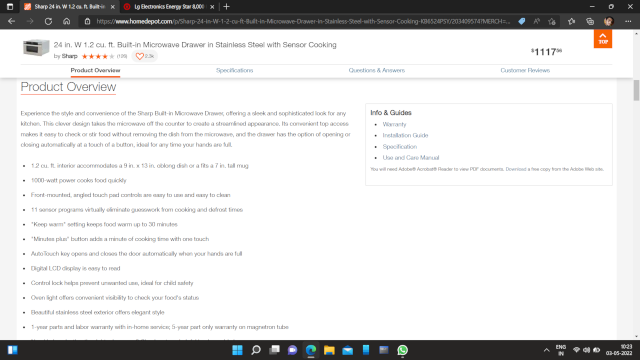 Sharp 24 in. W 1.2 cu. ft. Built-in
Lg Electronics Energy Star 8,000
https://www.homedepot.com/p/Sharp-24-in-W-1-2-cu-ft-Built-in-Microwave-Drawer-in-Stainless-Steel-with-Sensor-Cooking-KB6524PSY/203409574?MERCH=...
24 in. W 1.2 cu. ft. Built-in Microwave Drawer in Stainless Steel with Sensor Cooking
by Sharp
2.3k
$1117
TOP
Product Overview
Specifications
Questions & Answers
Customer Reviews
Product Overview
Experience the style and convenience of the Sharp Built-in Microwave Drawer, offering a sleek and sophisticated look for any
kitchen. This clever design takes the microwave off the counter to create a streamlined appearance. Its convenient top access
makes it easy to check or stir food without removing the dish from the microwave, and the drawer has the option of opening or
closing automatically at a touch of a button, ideal for any time your hands are full.
• 1.2 cu. ft. interior accommodates a 9 in. x 13 in. oblong dish or a fits a 7 in. tall mug
• 1000-watt power cooks food quickly
• Front-mounted, angled touch pad controls are easy to use and easy to clean
• 11 sensor programs virtually eliminate guesswork from cooking and defrost times
• "Keep warm" setting keeps food warm up to 30 minutes
• "Minutes plus" button adds a minute of cooking time with one touch
• AutoTouch key opens and closes the door automatically when your hands are full
• Digital LCD display is easy to read
• Control lock helps prevent unwanted use, ideal for child safety
• Oven light offers convenient visibility to check your food's status
• Beautiful stainless steel exterior offers elegant style
• 1-year parts and labor warranty with in-home service; 5-year part only warranty on magnetron tube
Info & Guides
• Warranty
• Installation Guide
• Specification
• Use and Care Manual
You will need Adobe® Acrobat® Reader to view PDF documents. Download a free copy from the Adobe Web site.
ENG
IN
10:23
03-05-2022